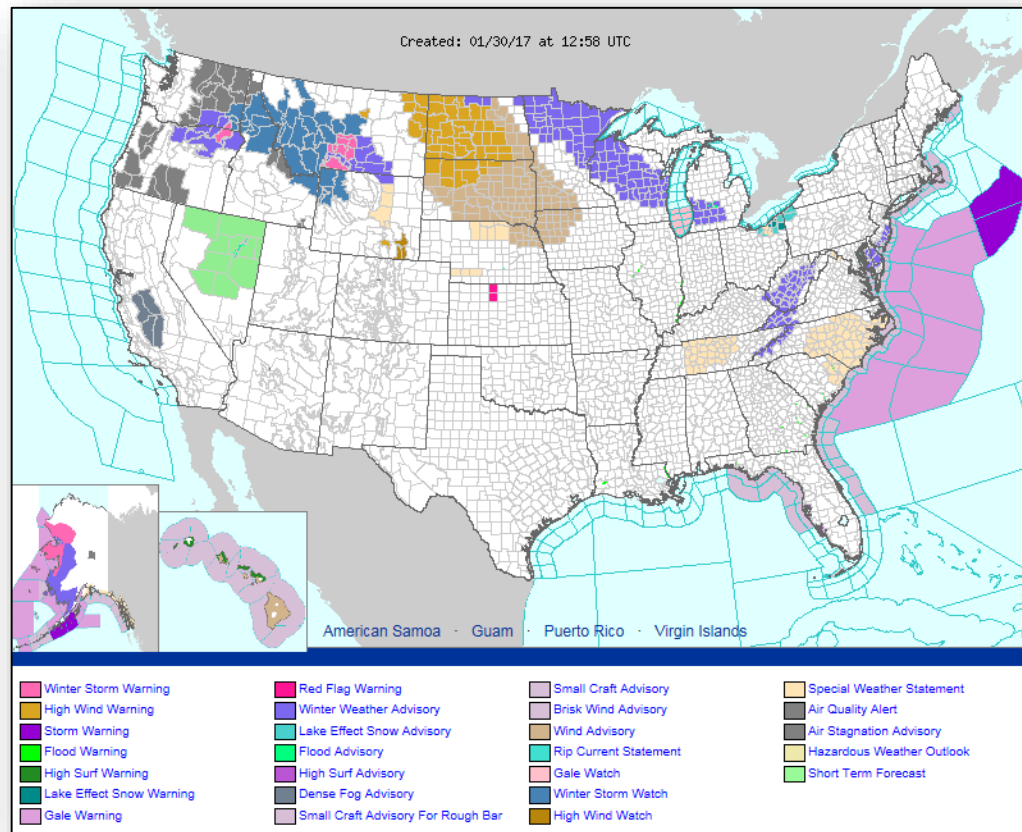 Created: 01/30/17 at 12:58 UTC
American Samoa · Guam · Puerto Rico · Virgin Islands
Winter Storm Warning
High Wind Warning
Storm Warning
Flood Warning
High Surf Warning
Lake Effect Snow Warning
Gale Warning
Red Flag Warning
Winter Weather Advisory
Lake Effect Snow Advisory
Flood Advisory
High Surf Advisory
Dense Fog Advisory
Small Craft Advisory For Rough Bar
Small Craft Advisory
Brisk Wind Advisory
Wind Advisory
Rip Current Statement
Gale Watch
Winter Storm Watch
High Wind Watch
Special Weather Statement
Air Quality Alert
Air Stagnation Advisory
Hazardous Weather Outlook
Short Term Forecast